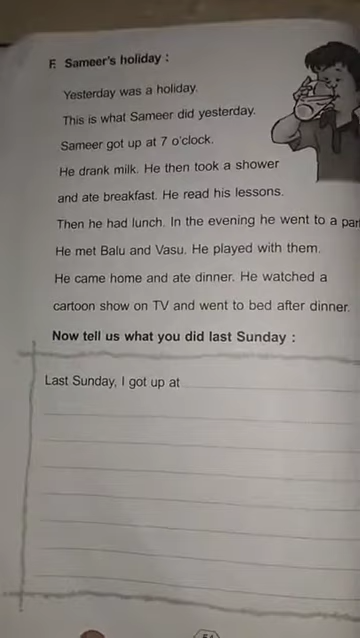 F. Sameer's holiday :
Yesterday was a holiday.
This is what Sameer did yesterday.
Sameer got up at 7 o'clock.
He drank milk. He then took a shower
and ate breakfast. He read his lessons.
Then he had lunch. In the evening he went to a par
He met Balu and Vasu. He played with them.
He came home and ate dinner. He watched a
cartoon show on TV and went to bed after dinner.
Now tell us what you did last Sunday :
Last Sunday, I got up at